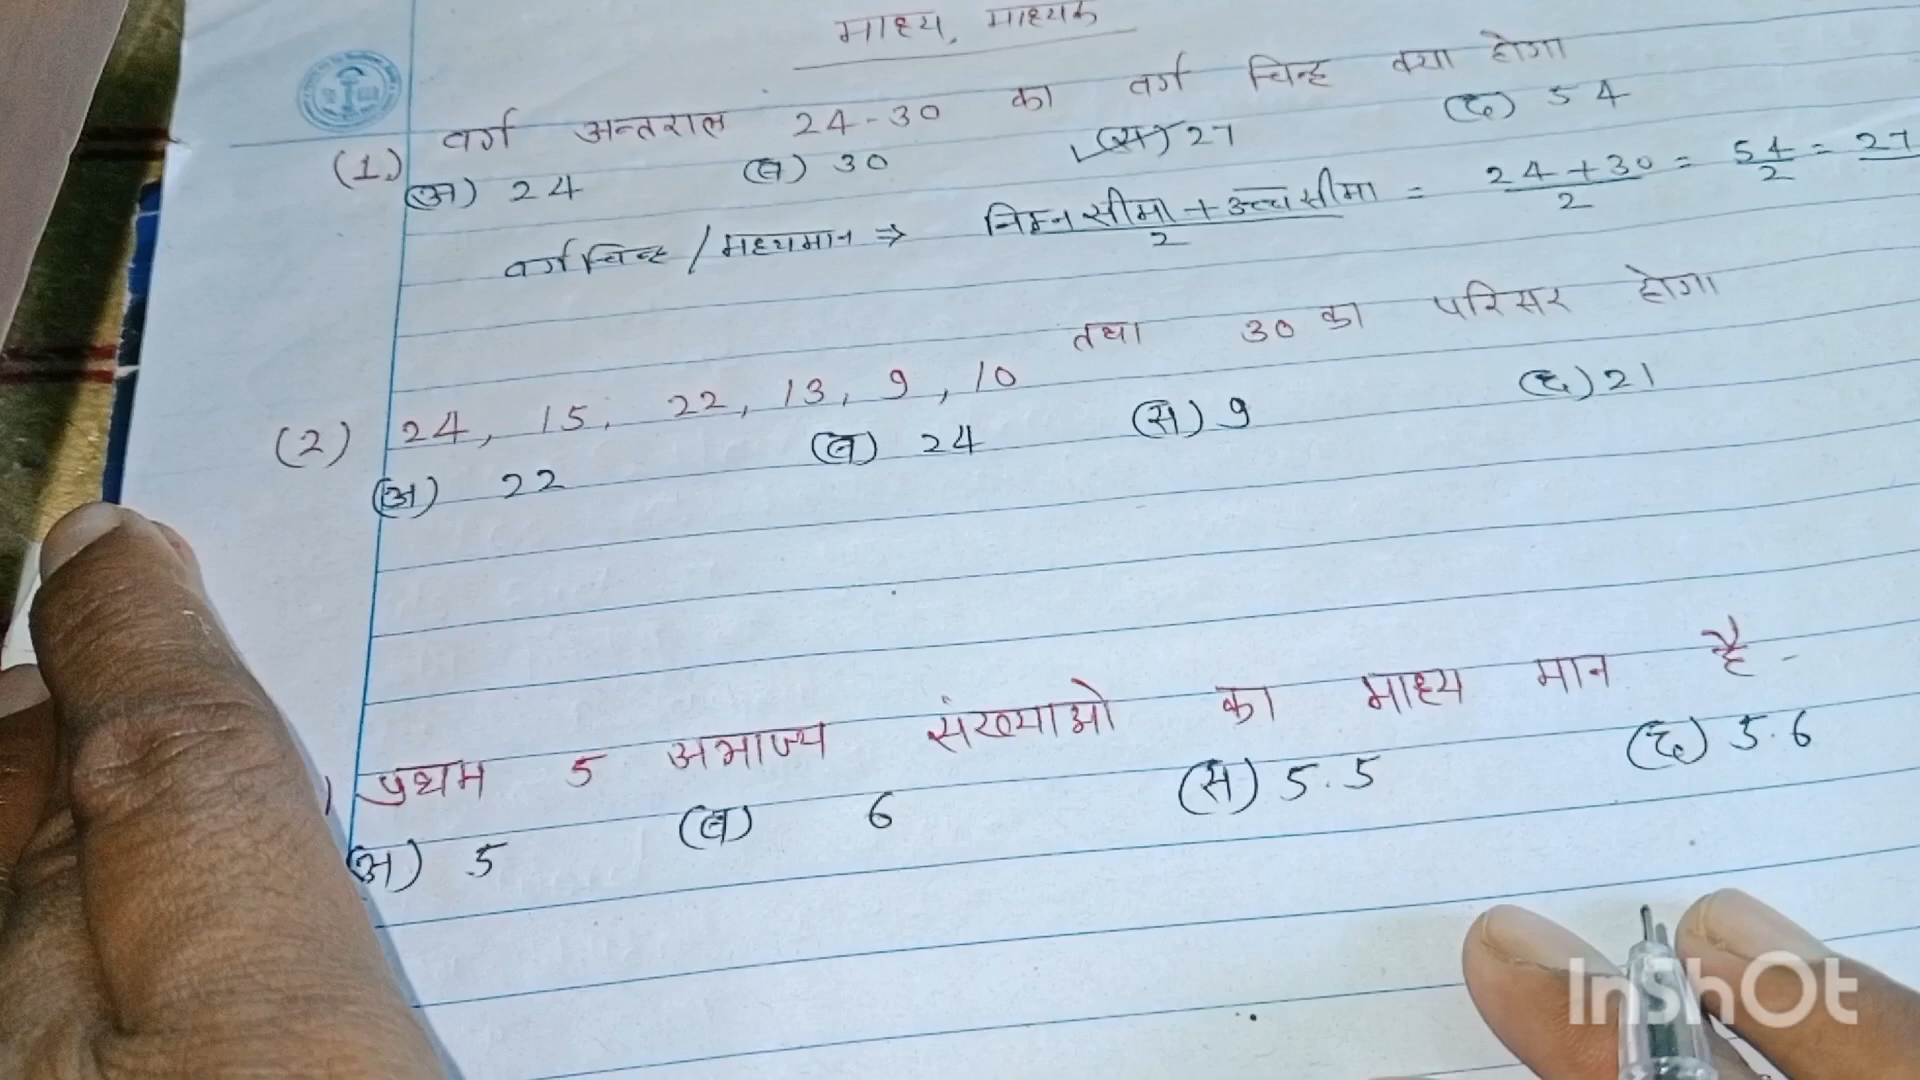 माध्य, माध्यक
(1.) वर्ग अन्तराल 24-30 का वर्ग चिन्ह क्या होगा
(अ) 24 (ब) 30 (स) 27 (द) 54
वर्ग चिन्ह / मध्यमान ⇒ निम्न सीमा + उच्च सीमा / 2 = 24+30 / 2 = 54 / 2 = 27
(2) 24, 15, 22, 13, 9, 10 तथा 30 का परिसर होगा
(अ) 22 (ब) 24 (स) 9 (द) 21
) प्रथम 5 अभाज्य संख्याओ का माध्य मान है -
(अ) 5 (ब) 6 (स) 5.5 (द) 5.6
InShOt